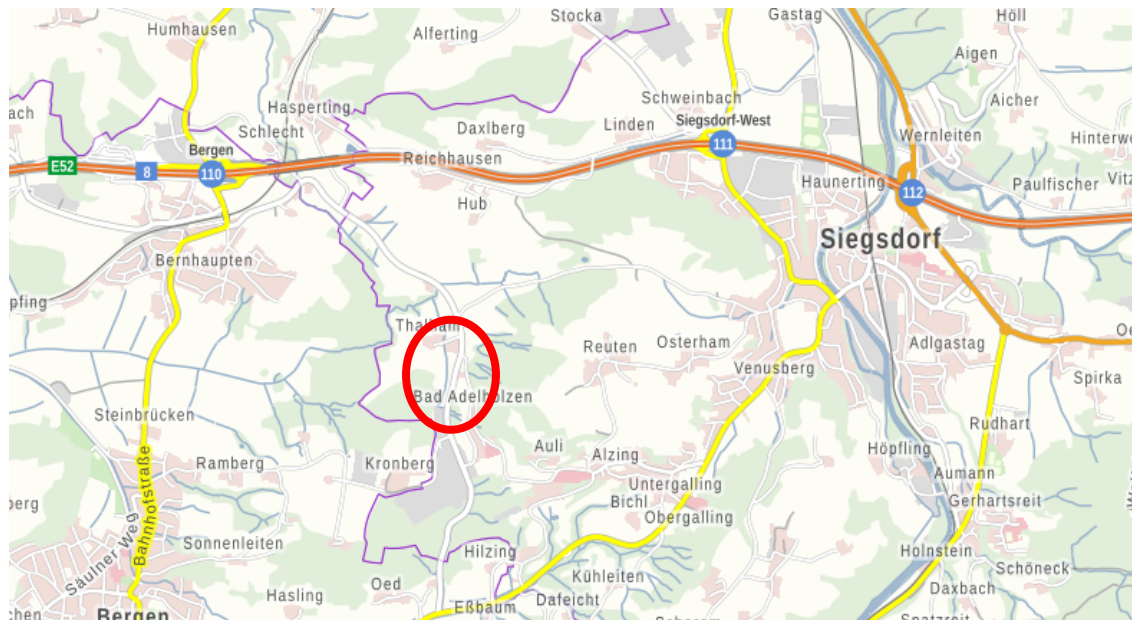 Stocka
Gastag
Höll
Humhausen
Alferting
Aigen
Schweinbach
Aicher
Hasperting
Siegsdorf-West
Linden
Daxlberg
Schlecht
Wernleiten
Bergen
111
Reichhausen
E52
8
110
Haunerting
112
Paulfischer
Hub
Siegsdorf
Bernhaupten
Thalham
Reuten
Osterham
Adlgastag
Venusberg
Spirka
Bad Adelholzen
Steinbrücken
Rudhart
Auli
Alzing
Höpfling
Ramberg
Kronberg
Aumann
Untergalling
Gerhartsreit
Bichl
Obergalling
Bahnhofstraße
Säulner Weg
Sonnenleiten
Hilzing
Holnstein
Schöneck
Kühleiten
Oed
Hasling
Daxbach
Eßbaum
Dafeicht
Bergen